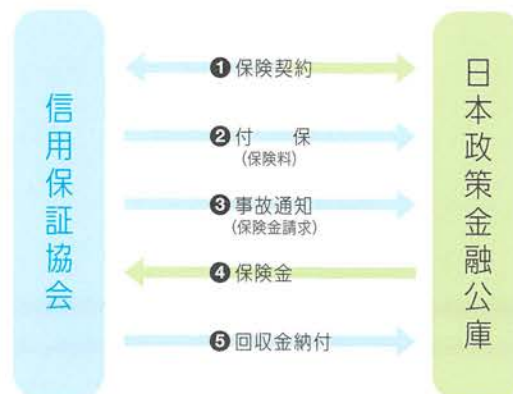 信用保証協会
❶保険契約
❷付　保
(保険料)
❸事故通知
(保険金請求)
❹保険金
❺回収金納付
日本政策金融公庫